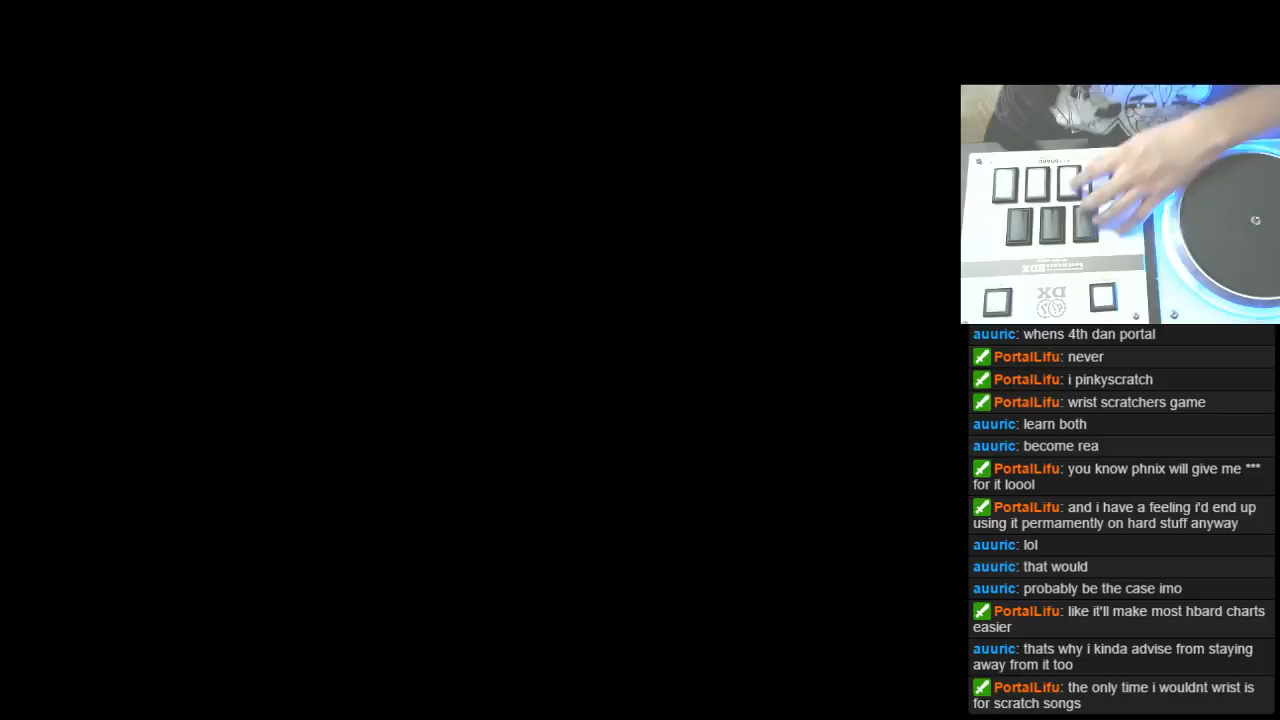 auuric: whens 4th dan portal
PortalLifu: never
PortalLifu: i pinkyscratch
PortalLifu: wrist scratchers game
auuric: learn both
auuric: become rea
PortalLifu: you know phnix will give me ***
for it loool
PortalLifu: and i have a feeling i'd end up
using it permamently on hard stuff anyway
auuric: lol
auuric: that would
auuric: probably be the case imo
PortalLifu: like it'll make most hbard charts
easier
auuric: thats why i kinda advise from staying
away from it too
PortalLifu: the only time i wouldnt wrist is
for scratch songs
DX